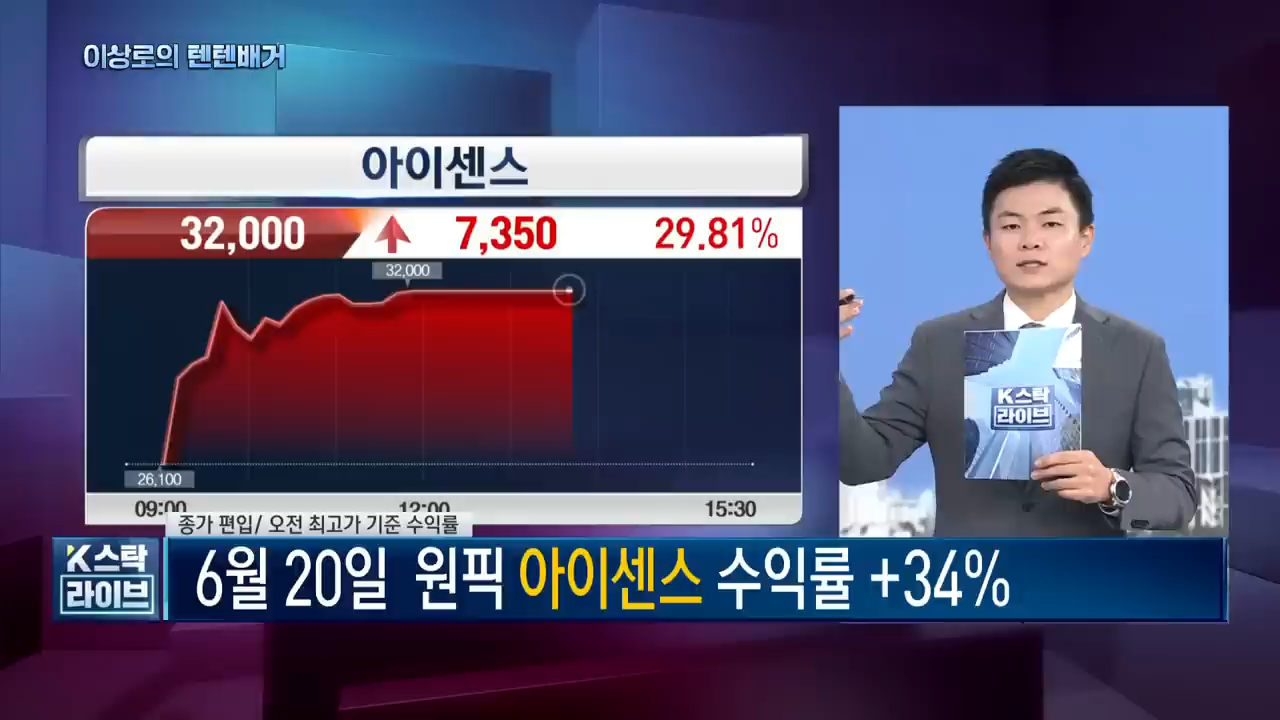 이상로의 텐텐배거
아이센스
32,000 7,350 29.81%
32,000
26,100
09:00 12:00 15:30
종가 편입/ 오전 최고가 기준 수익률
K스탁
라이브
6월 20일 원픽 아이센스 수익률 +34%
K스탁
라이브